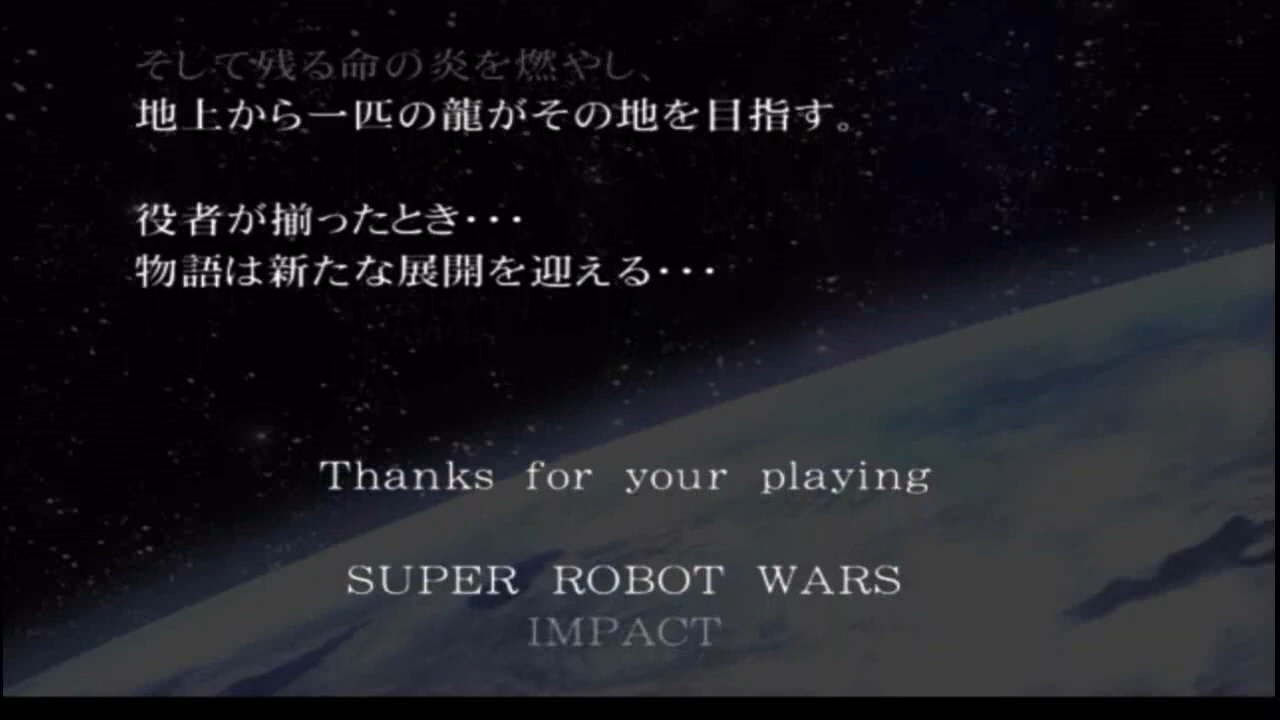 そして残る命の炎を燃やし、
地上から一匹の龍がその地を目指す。
役者が揃ったとき･･･
物語は新たな展開を迎える･･･
Thanks for your playing
SUPER ROBOT WARS
IMPACT